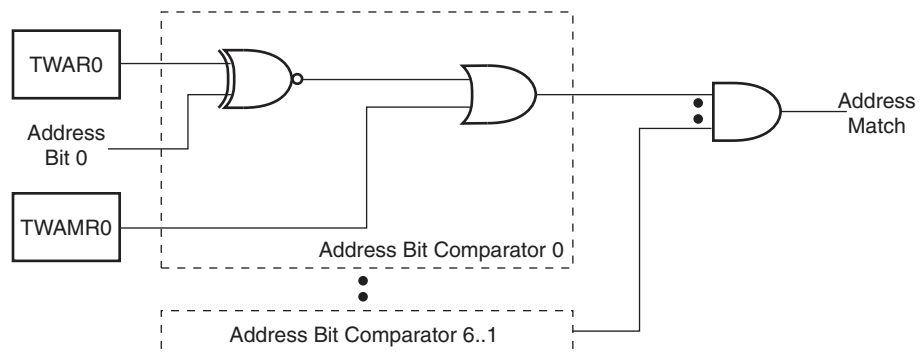 TWAR0
Address
Bit 0
TWAMR0
Address Bit Comparator 0
Address
Match
Address Bit Comparator 6..1